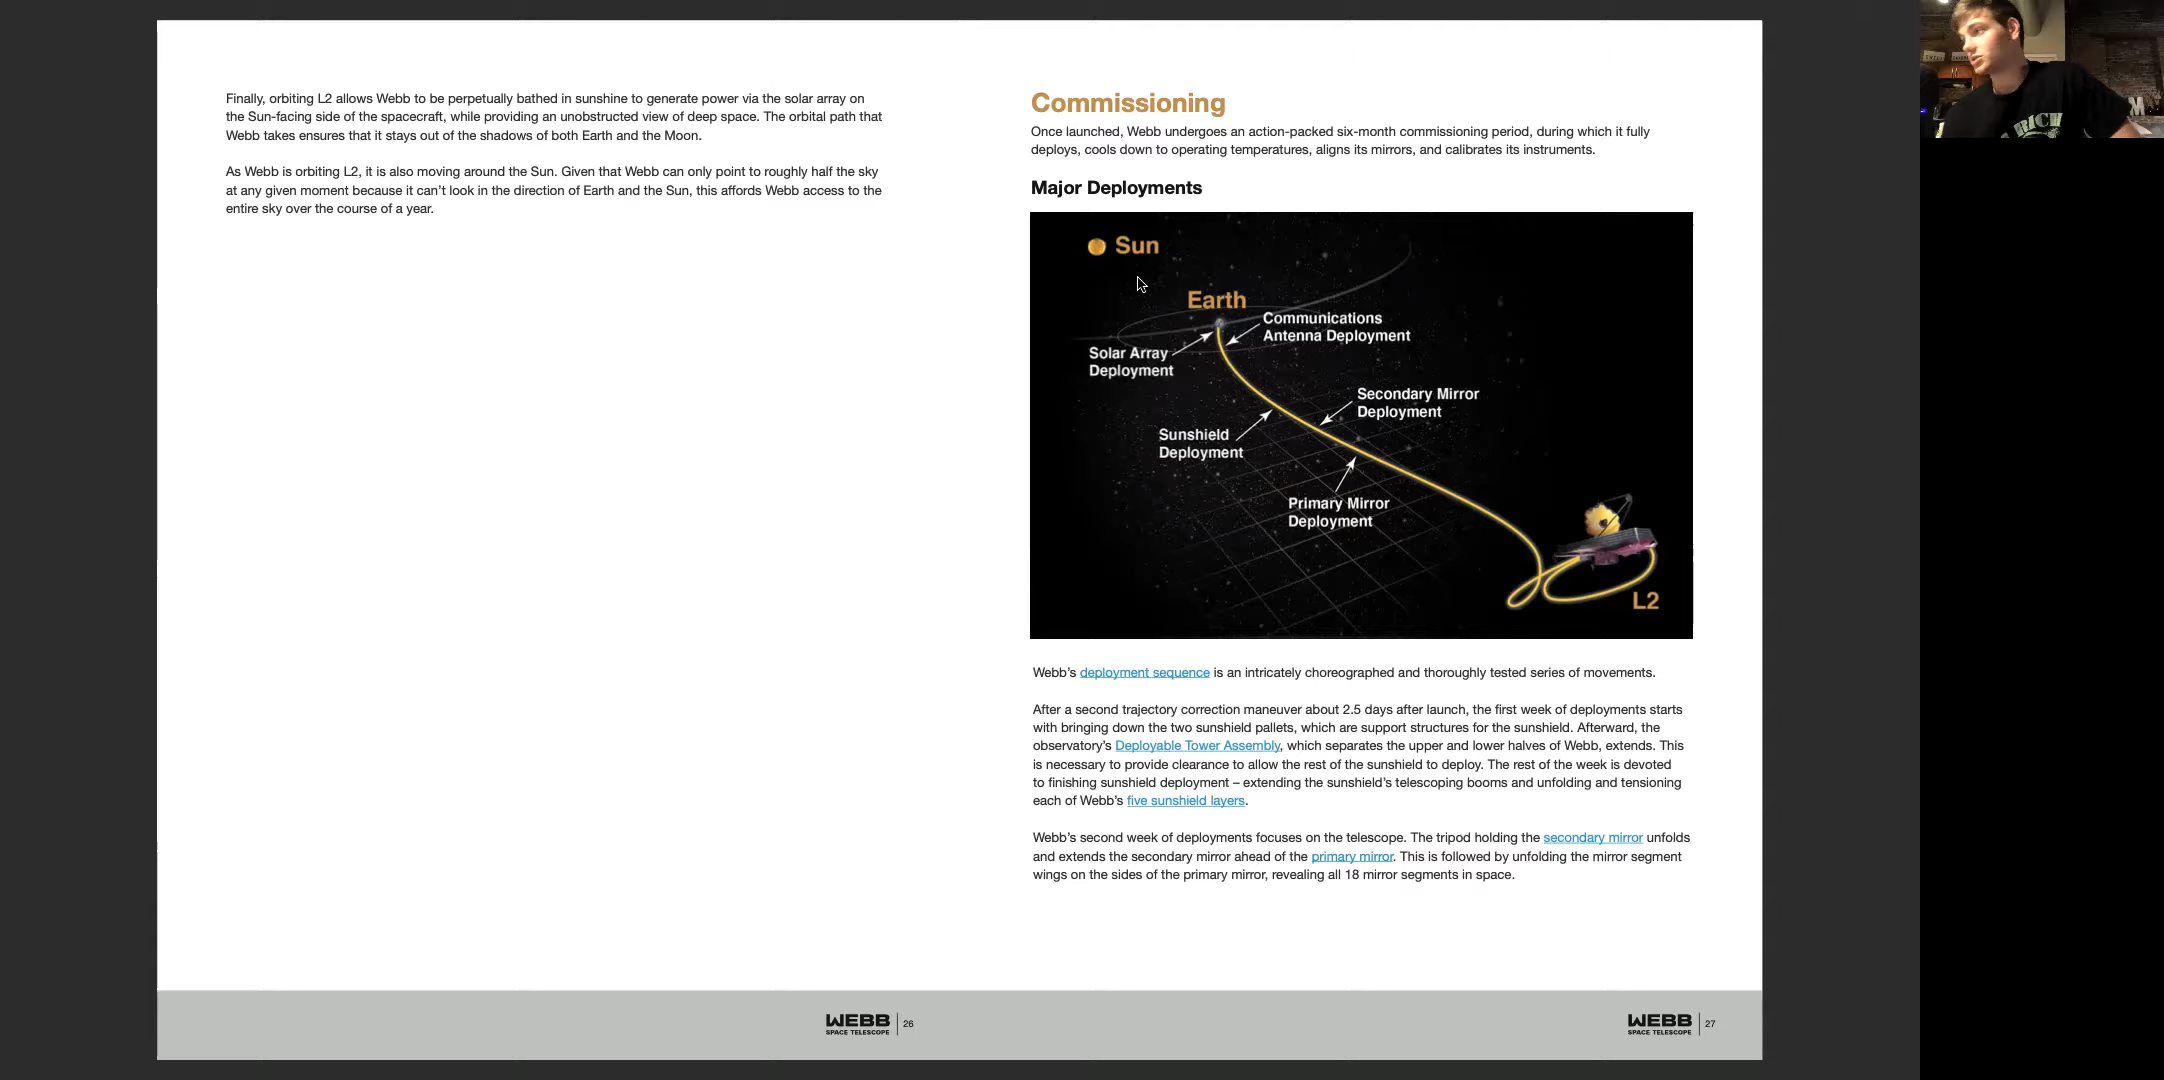 Finally, orbiting L2 allows Webb to be perpetually bathed in sunshine to generate power via the solar array on
the Sun-facing side of the spacecraft, while providing an unobstructed view of deep space. The orbital path that
Webb takes ensures that it stays out of the shadows of both Earth and the Moon.
As Webb is orbiting L2, it is also moving around the Sun. Given that Webb can only point to roughly half the sky
at any given moment because it can’t look in the direction of Earth and the Sun, this affords Webb access to the
entire sky over the course of a year.
WEBB
SPACE TELESCOPE
26
Commissioning
Once launched, Webb undergoes an action-packed six-month commissioning period, during which it fully
deploys, cools down to operating temperatures, aligns its mirrors, and calibrates its instruments.
Major Deployments
Sun
Earth
Communications
Antenna Deployment
Solar Array
Deployment
Secondary Mirror
Deployment
Sunshield
Deployment
Primary Mirror
Deployment
L2
Webb’s deployment sequence is an intricately choreographed and thoroughly tested series of movements.
After a second trajectory correction maneuver about 2.5 days after launch, the first week of deployments starts
with bringing down the two sunshield pallets, which are support structures for the sunshield. Afterward, the
observatory’s Deployable Tower Assembly, which separates the upper and lower halves of Webb, extends. This
is necessary to provide clearance to allow the rest of the sunshield to deploy. The rest of the week is devoted
to finishing sunshield deployment – extending the sunshield’s telescoping booms and unfolding and tensioning
each of Webb’s five sunshield layers.
Webb’s second week of deployments focuses on the telescope. The tripod holding the secondary mirror unfolds
and extends the secondary mirror ahead of the primary mirror. This is followed by unfolding the mirror segment
wings on the sides of the primary mirror, revealing all 18 mirror segments in space.
WEBB
SPACE TELESCOPE
27
RICH